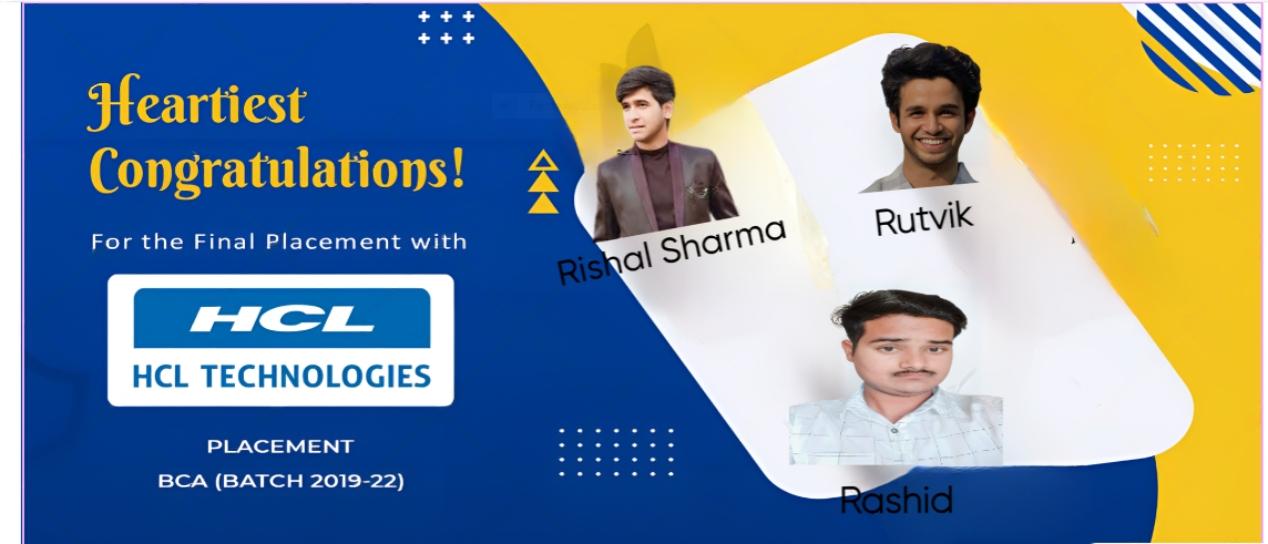 Heartiest
Congratulations!
For the Final Placement with
HCL
HCL TECHNOLOGIES
PLACEMENT
BCA (BATCH 2019-22)
Rishal Sharma
Rutvik
Rashid